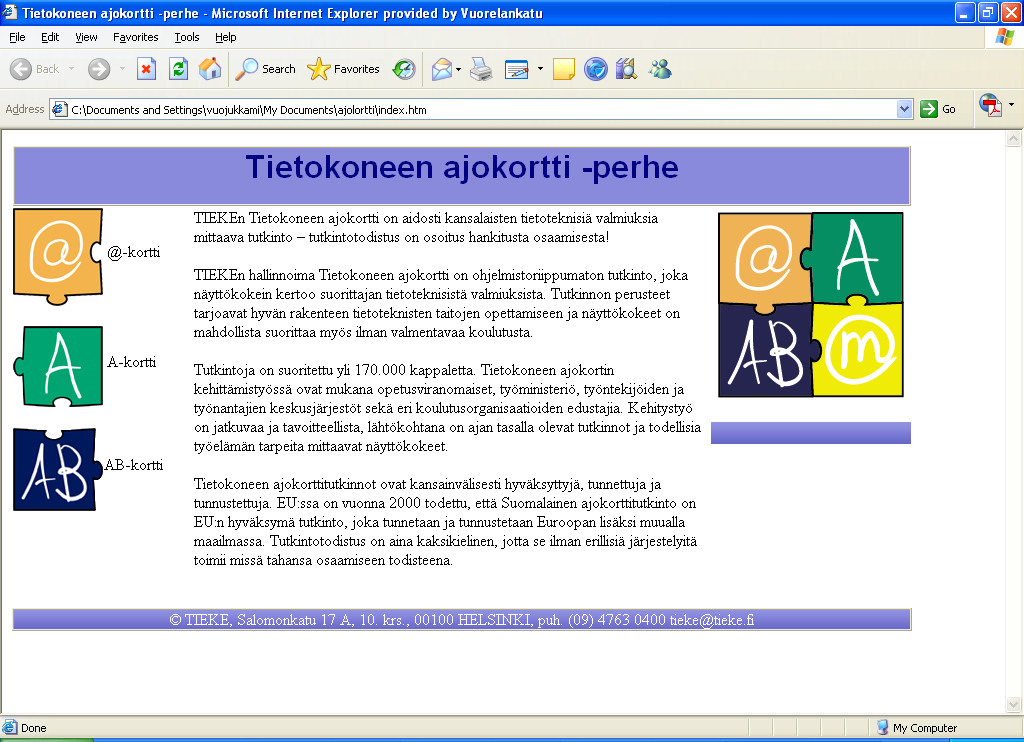 Tietokoneen ajokortti -perhe - Microsoft Internet Explorer provided by Vuorelankatu
File Edit View Favorites Tools Help
Back Search Favorites
Address C:\Documents and Settings\vuojukkami\My Documents\ajolortti\index.htm Go
Tietokoneen ajokortti -perhe
@ @-kortti
A A-kortti
AB AB-kortti
TIEKEn Tietokoneen ajokortti on aidosti kansalaisten tietoteknisiä valmiuksia
mittaava tutkinto – tutkintotodistus on osoitus hankitusta osaamisesta!
TIEKEn hallinnoima Tietokoneen ajokortti on ohjelmistoriippumaton tutkinto, joka
näyttökokein kertoo suorittajan tietoteknisistä valmiuksista. Tutkinnon perusteet
tarjoavat hyvän rakenteen tietoteknisten taitojen opettamiseen ja näyttökokeet on
mahdollista suorittaa myös ilman valmentavaa koulutusta.
Tutkintoja on suoritettu yli 170.000 kappaletta. Tietokoneen ajokortin
kehittämistyössä ovat mukana opetusviranomaiset, työministeriö, työntekijöiden ja
työnantajien keskusjärjestöt sekä eri koulutusorganisaatioiden edustajia. Kehitystyö
on jatkuvaa ja tavoitteellista, lähtökohtana on ajan tasalla olevat tutkinnot ja todellisia
työelämän tarpeita mittaavat näyttökokeet.
Tietokoneen ajokorttitutkinnot ovat kansainvälisesti hyväksyttyjä, tunnettuja ja
tunnustettuja. EU:ssa on vuonna 2000 todettu, että Suomalainen ajokorttitutkinto on
EU:n hyväksymä tutkinto, joka tunnetaan ja tunnustetaan Euroopan lisäksi muualla
maailmassa. Tutkintotodistus on aina kaksikielinen, jotta se ilman erillisiä järjestelyitä
toimii missä tahansa osaamiseen todisteena.
@ A
AB m
© TIEKE, Salomonkatu 17 A, 10. krs., 00100 HELSINKI, puh. (09) 4763 0400 tieke@tieke.fi
Done My Computer